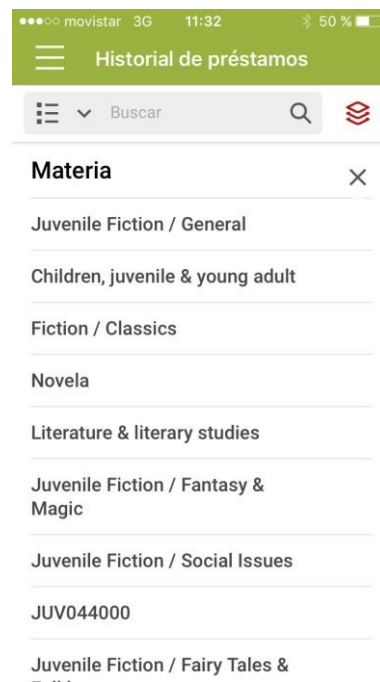 movistar 3G 11:32 50 %
Historial de préstamos
Buscar
Materia
Juvenile Fiction / General
Children, juvenile & young adult
Fiction / Classics
Novela
Literature & literary studies
Juvenile Fiction / Fantasy &
Magic
Juvenile Fiction / Social Issues
JUV044000
Juvenile Fiction / Fairy Tales &